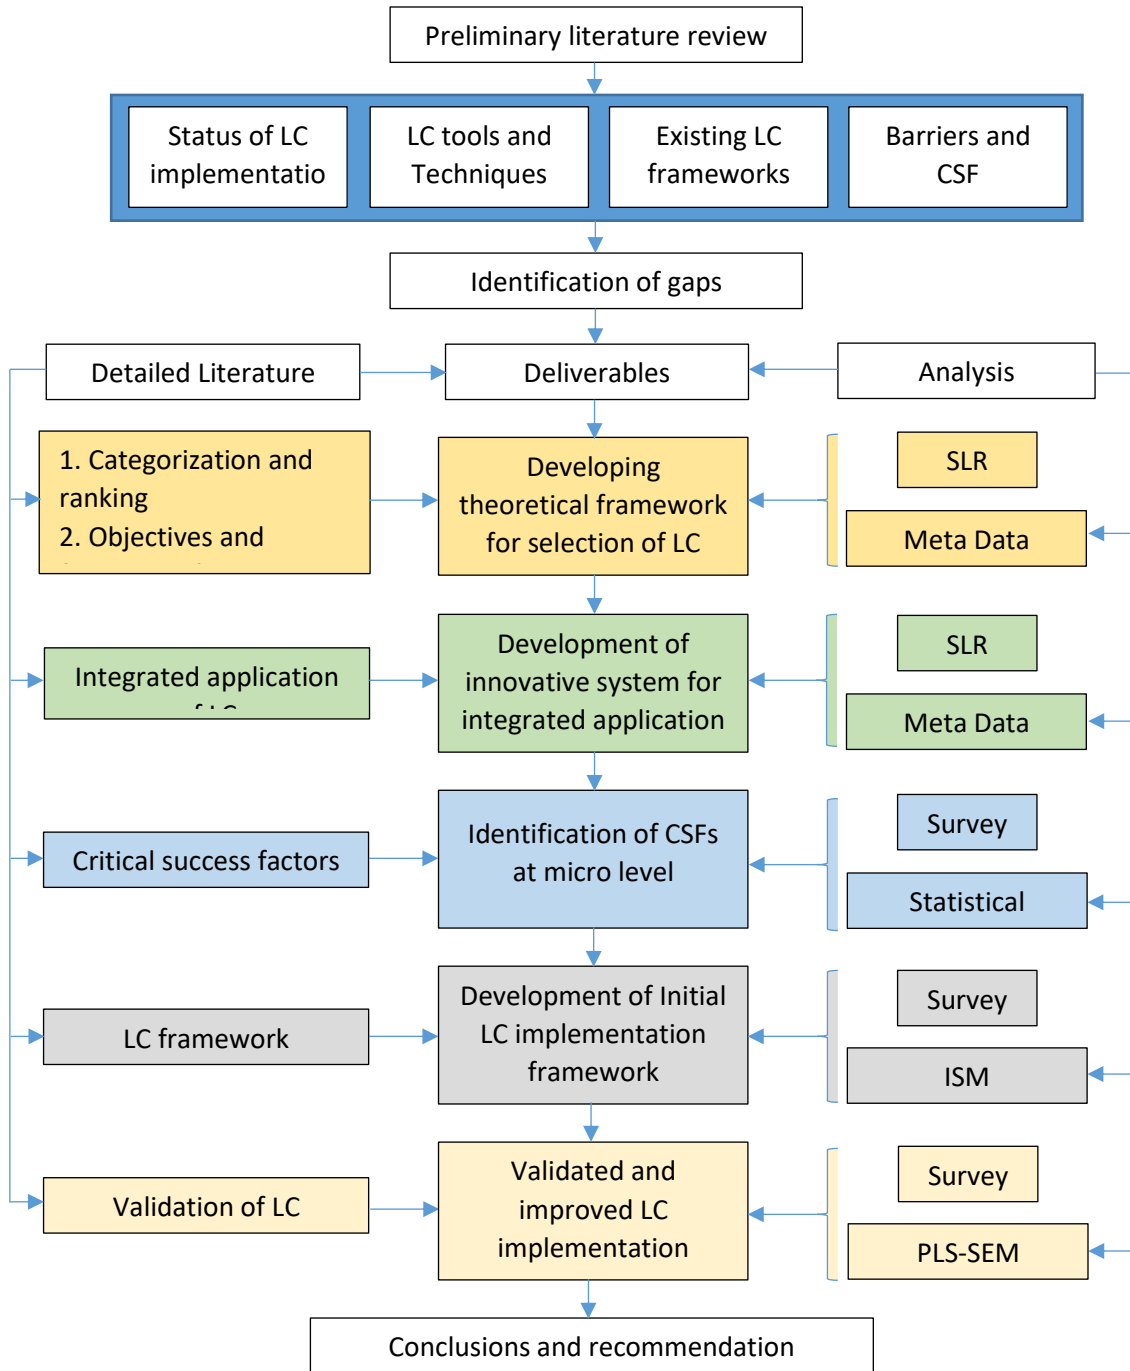 Preliminary literature review
Status of LC
implementatio
LC tools and
Techniques
Existing LC
frameworks
Barriers and
CSF
Identification of gaps
Detailed Literature
Deliverables
Analysis
1. Categorization and
ranking
2. Objectives and
Developing
theoretical framework
for selection of LC
SLR
Meta Data
Integrated application
Development of
innovative system for
integrated application
SLR
Meta Data
Critical success factors
Identification of CSFs
at micro level
Survey
Statistical
LC framework
Development of Initial
LC implementation
framework
Survey
ISM
Validation of LC
Validated and
improved LC
implementation
Survey
PLS-SEM
Conclusions and recommendation